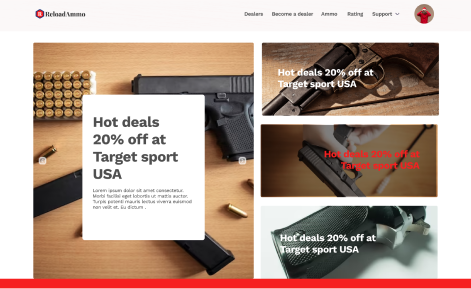 ReloadAmmo
Dealers Become a dealer Ammo Rating Support
Hot deals
20% off at
Target sport
USA
Lorem ipsum dolor sit amet consectetur.
Morbi facilisi eget lobortis ut mattis auctor.
Turpis potenti mauris lectus viverra euismod
non velit at. Eu dictum .
Hot deals 20% off at
Target sport USA
Hot deals 20% off at
Target sport USA
Hot deals 20% off at
Target sport USA